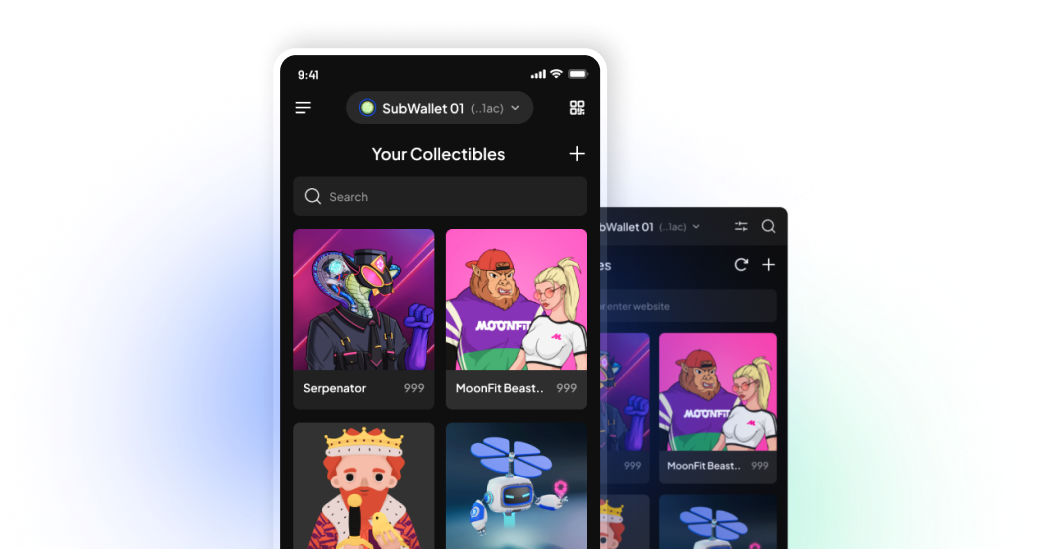 9:41
SubWallet 01 (..1ac)
Your Collectibles
Search
MOONFIT
Serpenator 999
MoonFit Beast.. 999
bWallet 01 (..1ac)
es
r enter website
MOONFIT
999
MoonFit Beast.. 999